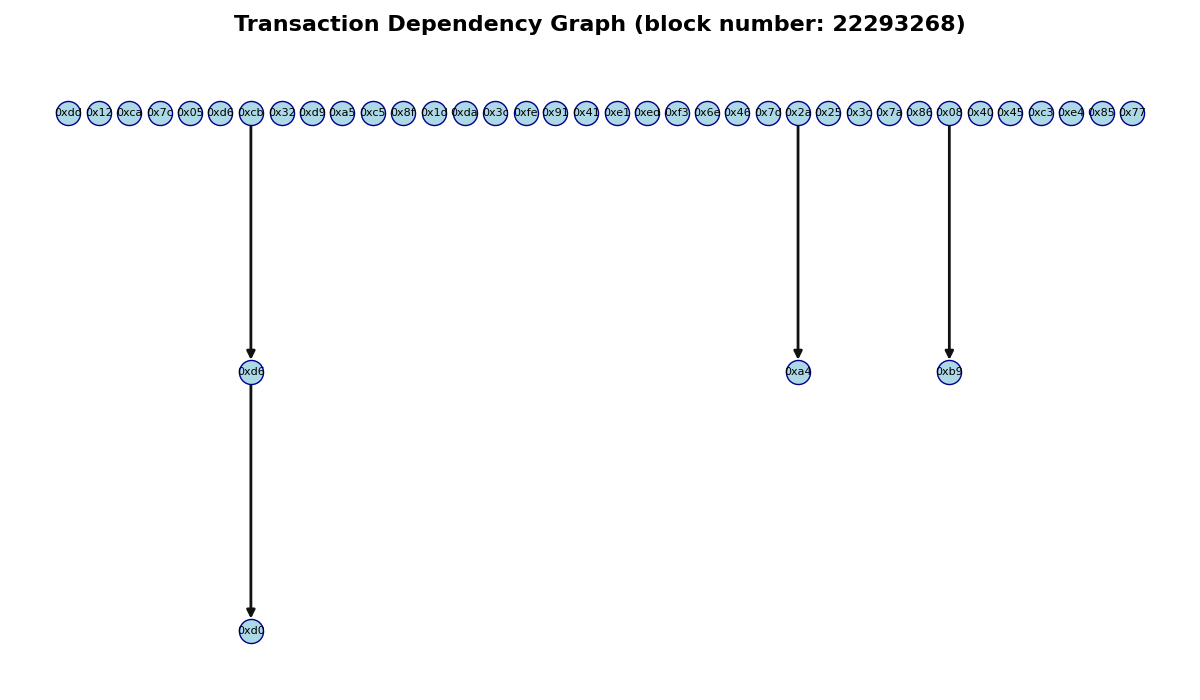 Transaction Dependency Graph (block number: 22293268)
0xdd 0x12 0xca 0x7c 0x05 0xd6 0xcb 0x32 0xd9 0xa5 0xc5 0x8f 0x1d 0xda 0x3c 0xfe 0x91 0x41 0xe1 0xed 0xf3 0x6e 0x46 0x7d 0x2a 0x25 0x3c 0x7a 0x86 0x08 0x40 0x45 0xc3 0xe4 0x85 0x77
0xd6 0xa4 0xb9
0xd0